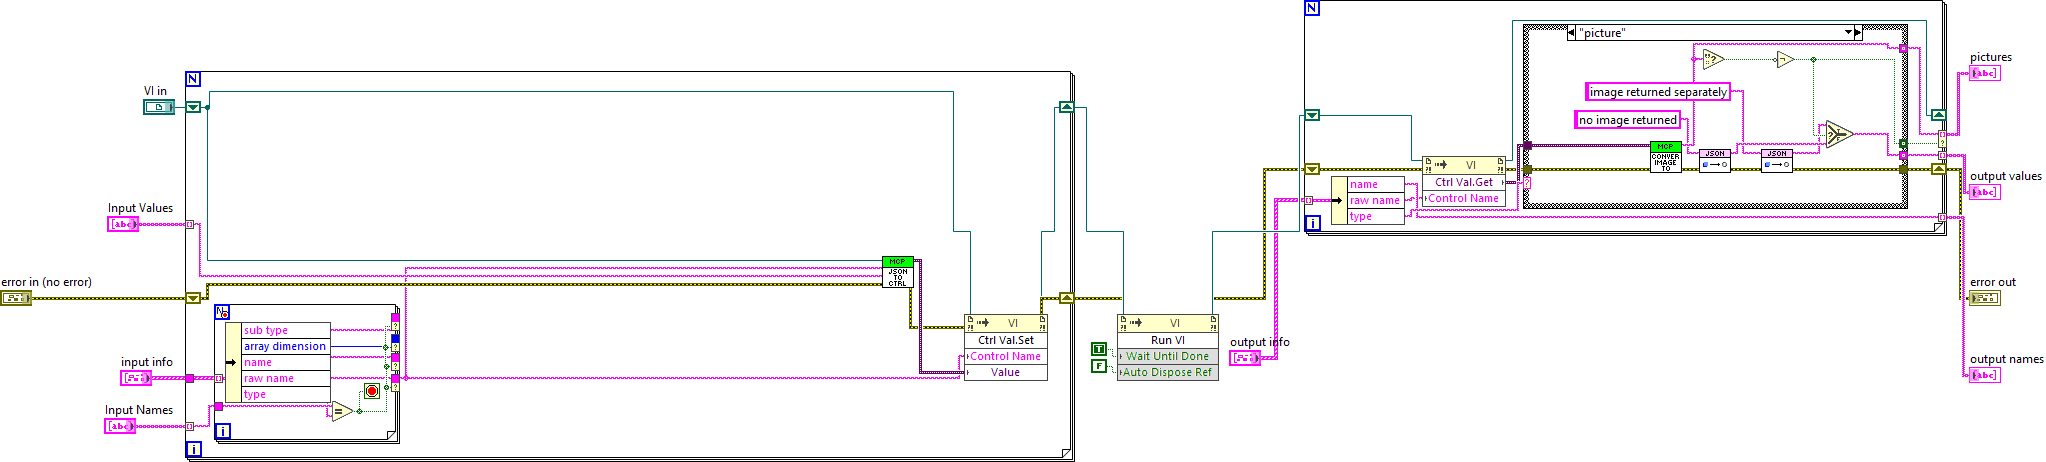 VI in
N
Input Values
error in (no error)
input info
Input Names
N
sub type
array dimension
name
raw name
type
=
i
i
MCP
JSON
TO
CTRL
VI
Ctrl Val.Set
Control Name
Value
VI
Run VI
Wait Until Done
Auto Dispose Ref
T
F
output info
N
name
raw name
type
i
VI
Ctrl Val.Get
Control Name
"picture"
image returned separately
no image returned
MCP
CONVER
IMAGE
TO
JSON
JSON
pictures
output values
error out
output names